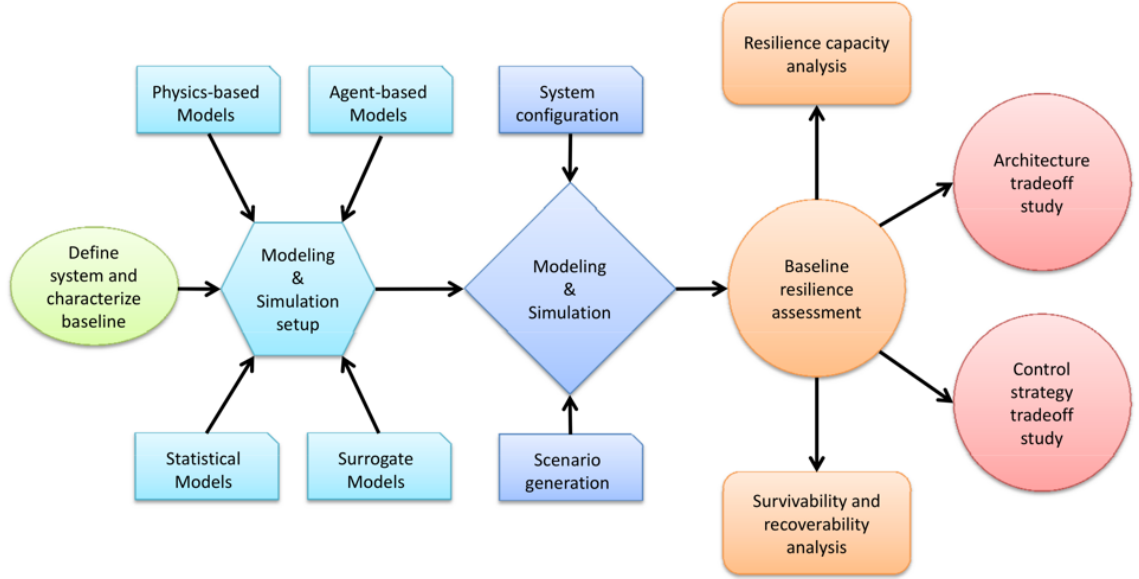 Physics-based
Models
Agent-based
Models
System
configuration
Resilience capacity
analysis
Define
system and
characterize
baseline
Modeling
&
Simulation
setup
Modeling
&
Simulation
Baseline
resilience
assessment
Architecture
tradeoff
study
Control
strategy
tradeoff
study
Statistical
Models
Surrogate
Models
Scenario
generation
Survivability and
recoverability
analysis